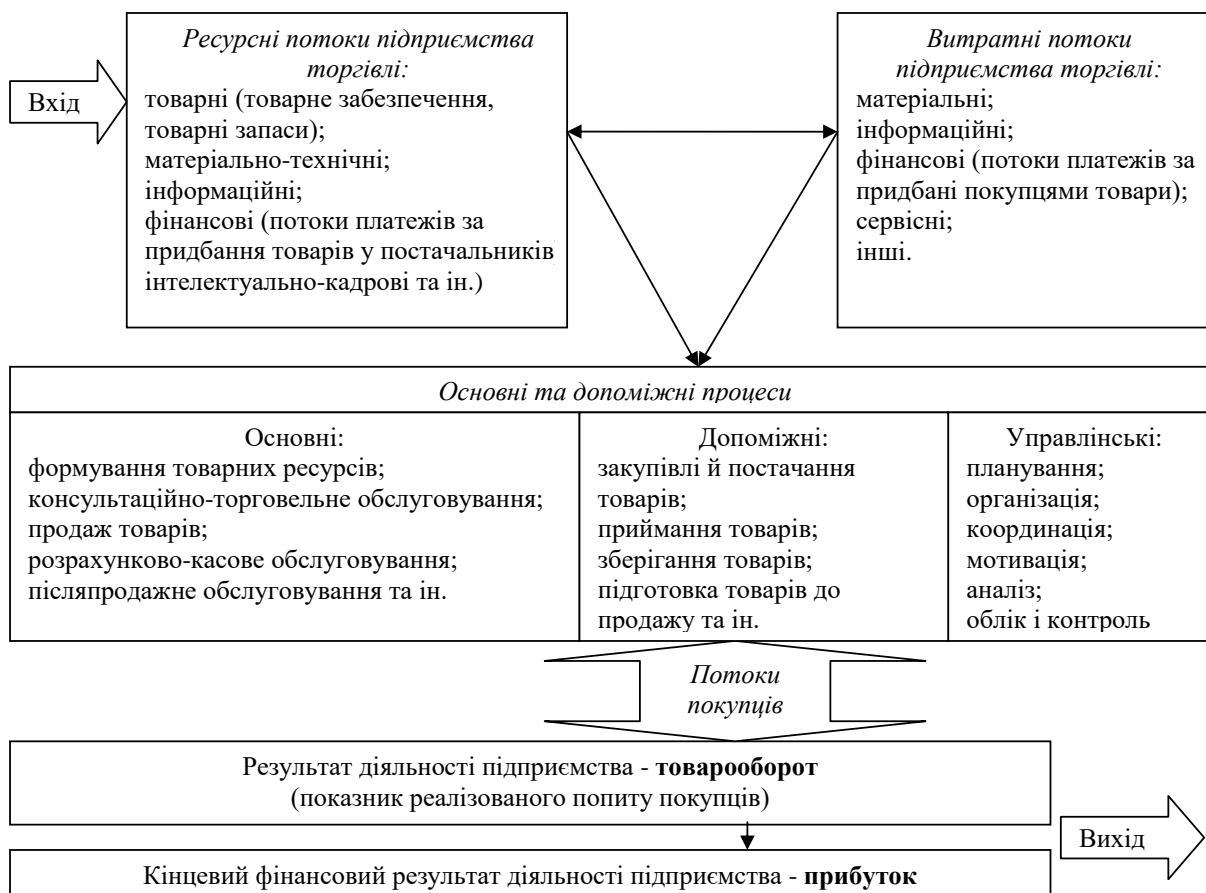 Вхід
Ресурсні потоки підприємства
торгівлі:
товарні (товарне забезпечення,
товарні запаси);
матеріально-технічні;
інформаційні;
фінансові (потоки платежів за
придбання товарів у постачальників
інтелектуально-кадрові та ін.)
Витратні потоки
підприємства торгівлі:
матеріальні;
інформаційні;
фінансові (потоки платежів за
придбані покупцями товари);
сервісні;
інші.
Основні та допоміжні процеси
Основні:
формування товарних ресурсів;
консультаційно-торговельне обслуговування;
продаж товарів;
розрахунково-касове обслуговування;
післяпродажне обслуговування та ін.
Допоміжні:
закупівлі й постачання
товарів;
приймання товарів;
зберігання товарів;
підготовка товарів до
продажу та ін.
Управлінські:
планування;
організація;
координація;
мотивація;
аналіз;
облік і контроль
Потоки
покупців
Результат діяльності підприємства - товарооборот
(показник реалізованого попиту покупців)
Вихід
Кінцевий фінансовий результат діяльності підприємства - прибуток